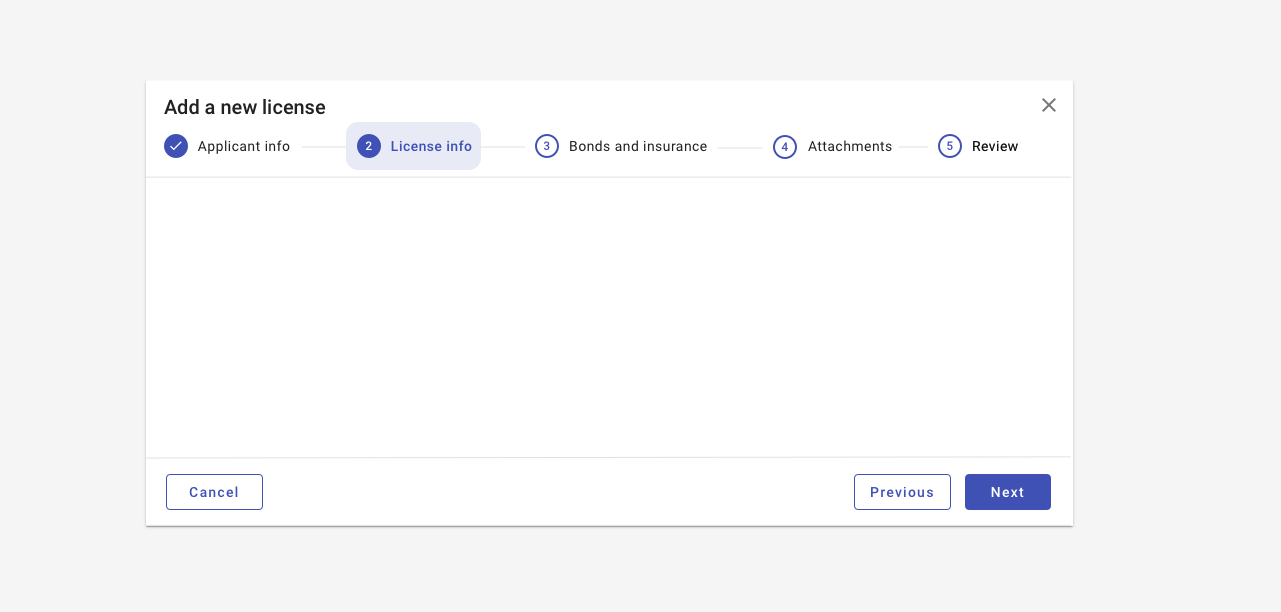 Add a new license
Applicant info 2 License info 3 Bonds and insurance 4 Attachments 5 Review
Cancel Previous Next